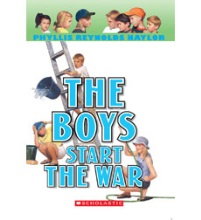 PHYLLIS REYNOLDS NAYLOR
THE
BOYS
START
THE WAR
SCHOLASTIC